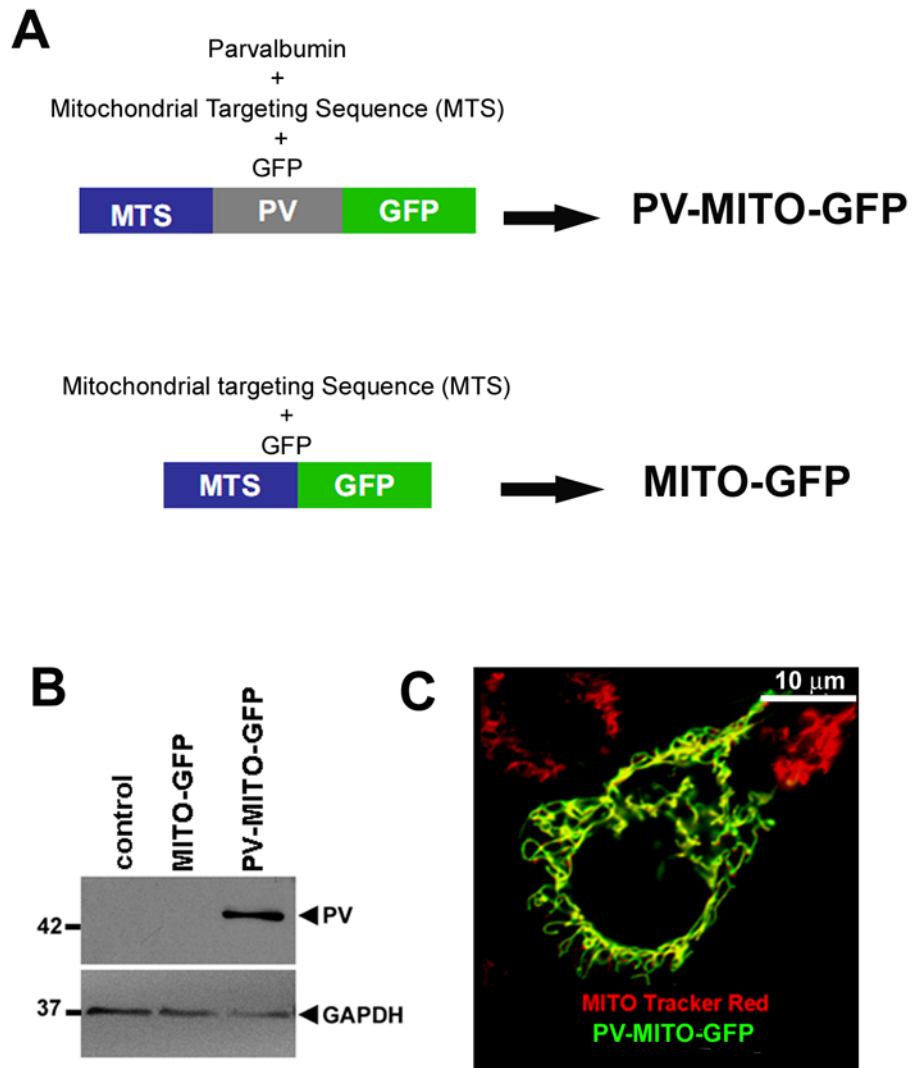 A
Parvalbumin
+
Mitochondrial Targeting Sequence (MTS)
+
GFP
MTS PV GFP
PV-MITO-GFP
Mitochondrial targeting Sequence (MTS)
+
GFP
MTS GFP
MITO-GFP
B
control
MITO-GFP
PV-MITO-GFP
42
PV
37
GAPDH
C
10 μm
MITO Tracker Red
PV-MITO-GFP